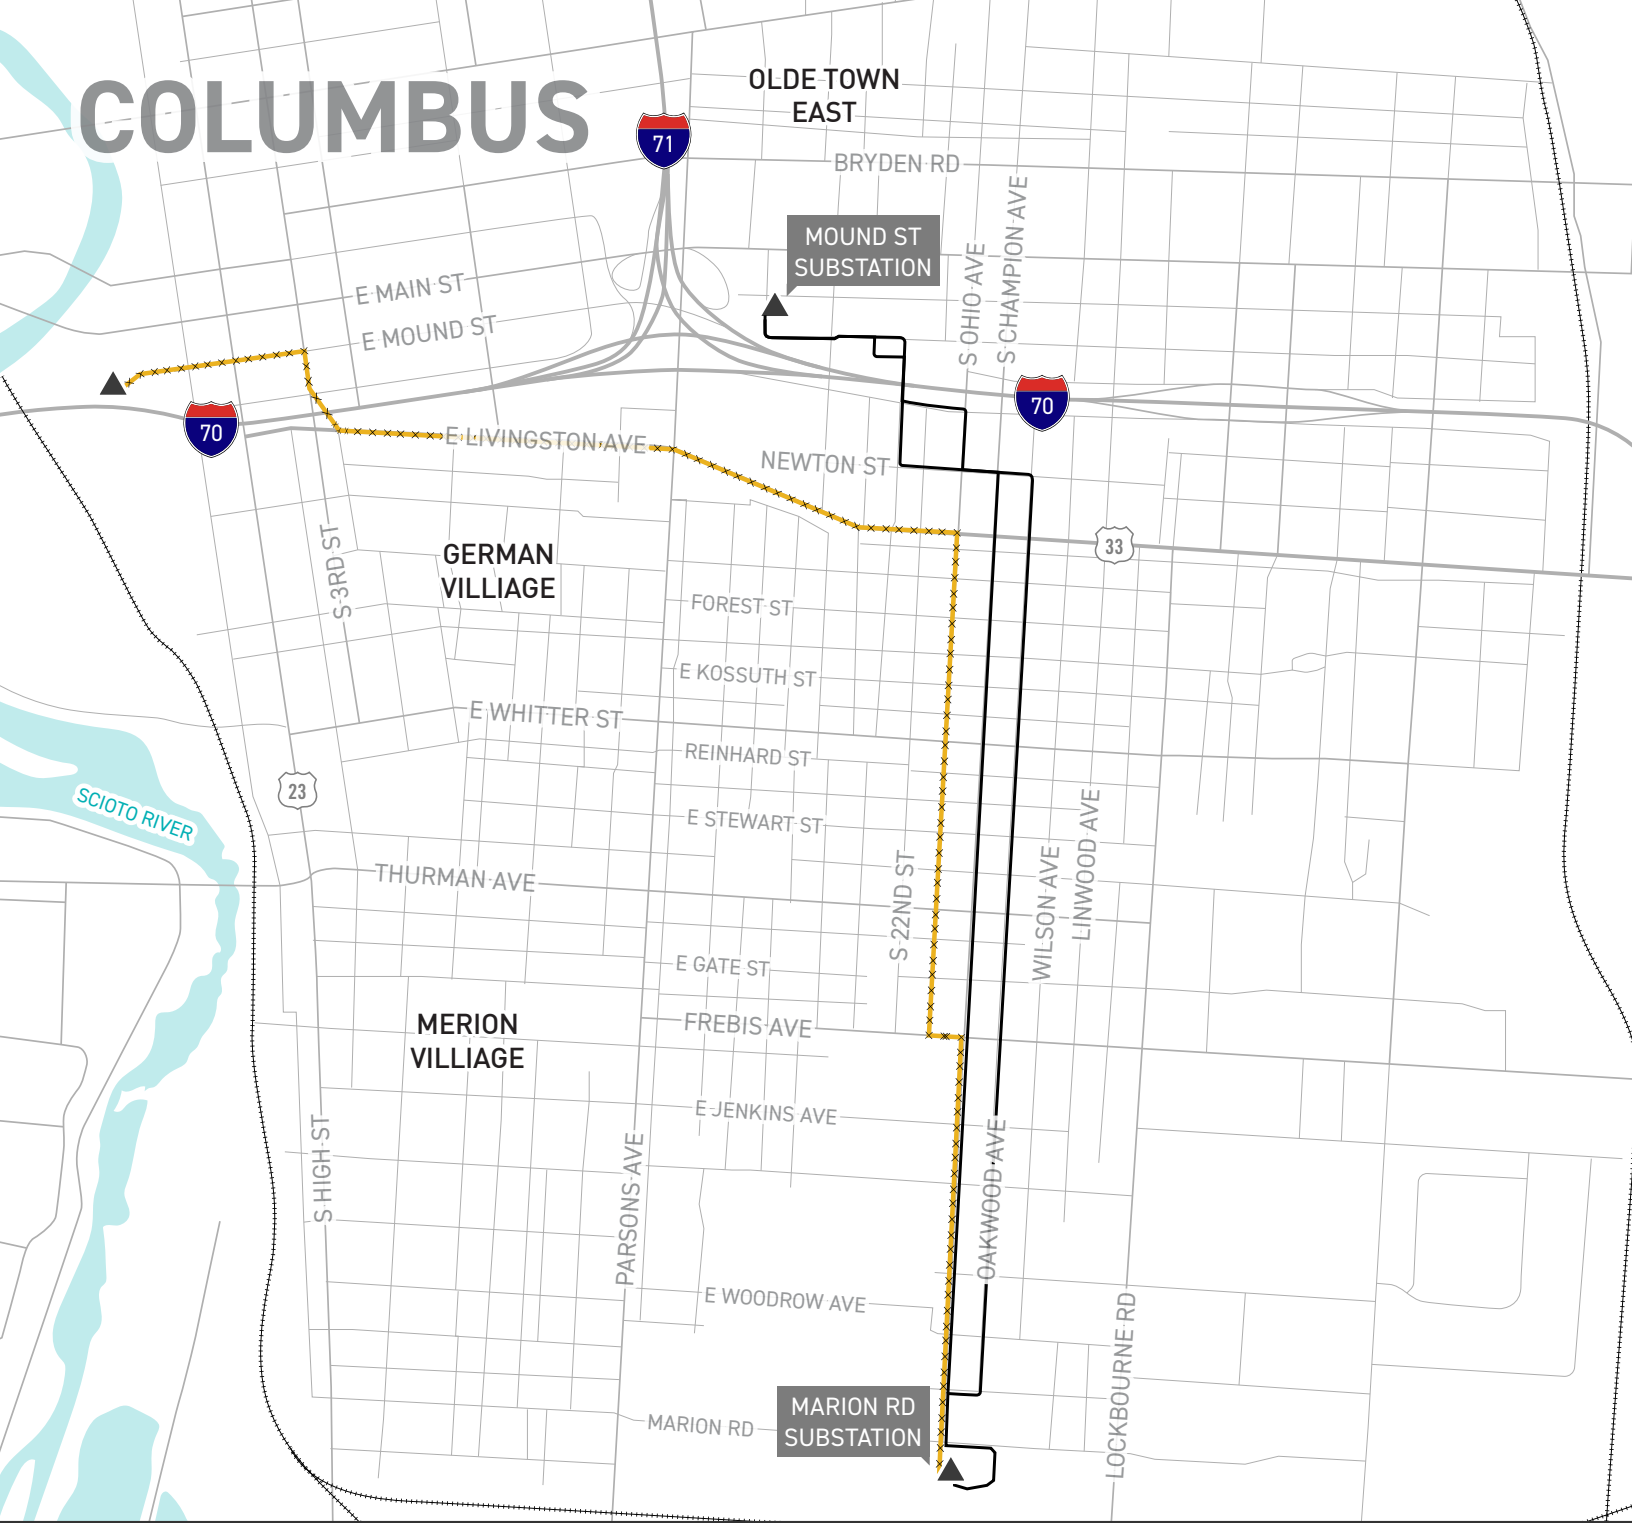 COLUMBUS
OLDE TOWN
EAST
71
BRYDEN RD
MOUND ST
SUBSTATION
S OHIO AVE
S CHAMPION AVE
E MAIN ST
E MOUND ST
70
70
E LIVINGSTON AVE
NEWTON ST
33
S 3RD ST
GERMAN
VILLIAGE
FOREST ST
E KOSSUTH ST
E WHITTER ST
REINHARD ST
23
SCIOTO RIVER
E STEWART ST
THURMAN AVE
S 22ND ST
WILSON AVE
LINWOOD AVE
E GATE ST
MERION
VILLIAGE
FREBIS AVE
E JENKINS AVE
S HIGH ST
PARSONS AVE
OAKWOOD AVE
E WOODROW AVE
LOCKBOURNE RD
MARION RD
MARION RD
SUBSTATION